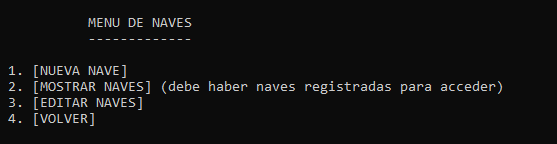 MENU DE NAVES
-------------
1. [NUEVA NAVE]
2. [MOSTRAR NAVES] (debe haber naves registradas para acceder)
3. [EDITAR NAVES]
4. [VOLVER]